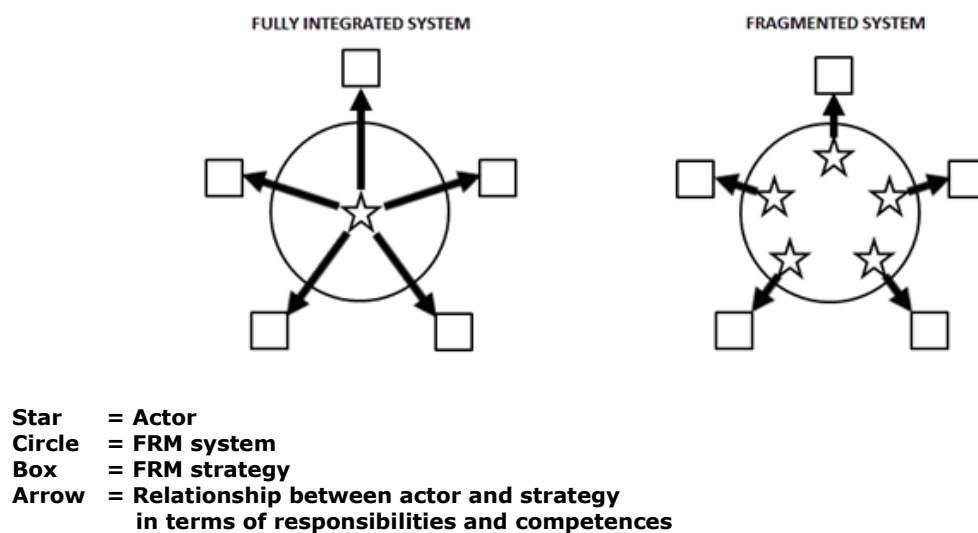 FULLY INTEGRATED SYSTEM
FRAGMENTED SYSTEM
Star = Actor
Circle = FRM system
Box = FRM strategy
Arrow = Relationship between actor and strategy
in terms of responsibilities and competences